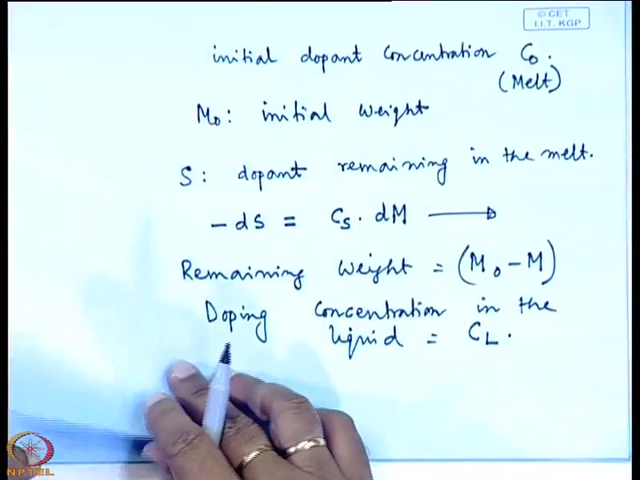 © CET
I.I.T. KGP
initial dopant concentration C₀.
(Melt)
M₀: initial weight
S: dopant remaining in the melt.
- dS = Cₛ. dM ⟶
Remaining weight = (M₀ - M)
Doping concentration in the
liquid = C_L.
NPTEL